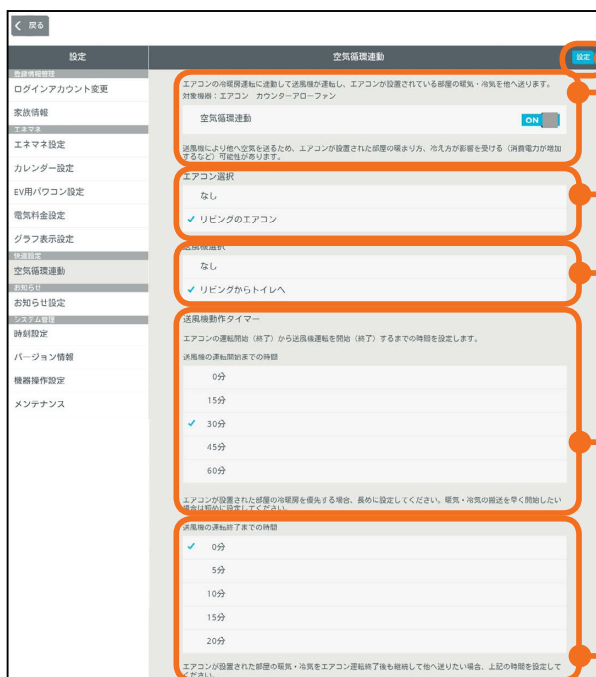 戻る
設定
空気循環連動
設定
登録情報管理
ログインアカウント変更
家族情報
エネマネ
エネマネ設定
カレンダー設定
EV用パワコン設定
電気料金設定
グラフ表示設定
快適設定
空気循環連動
お知らせ
お知らせ設定
システム管理
時刻設定
バージョン情報
機器操作設定
メンテナンス
エアコンの冷暖房運転に連動して送風機が運転し、エアコンが設置されている部屋の暖気・冷気を他へ送ります。
対象機器：エアコン カウンターアローファン
空気循環連動
ON
送風機により他へ空気を送るため、エアコンが設置された部屋の暖まり方、冷え方が影響を受ける（消費電力が増加
するなど）可能性があります。
エアコン選択
なし
リビングのエアコン
送風機選択
なし
リビングからトイレへ
送風機動作タイマー
エアコンの運転開始（終了）から送風機運転を開始（終了）するまでの時間を設定します。
送風機の運転開始までの時間
0分
15分
30分
45分
60分
エアコンが設置された部屋の冷暖房を優先する場合、長めに設定してください。暖気・冷気の搬送を早く開始したい
場合は短めに設定してください。
送風機の運転終了までの時間
0分
5分
10分
15分
20分
エアコンが設置された部屋の暖気・冷気をエアコン運転終了後も継続して他へ送りたい場合、上記の時間を設定して
ください。